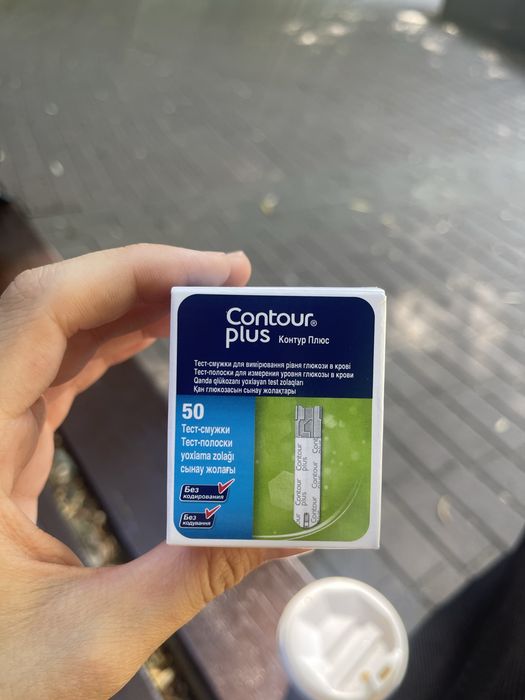 Contour®
plus Контур Плюс
Тест-смужки для вимірювання рівня глюкози в крові
Тест-полоски для измерения уровня глюкозы в крови
Qanda qlükozanı yoxlayan test zolaqları
Қан глюкозасын сынау жолақтары
50
Тест-смужки
Тест-полоски
yoxlama zolağı
сынау жолағы
Без
кодирования
Без
кодування
Contour
plus
Contour
plus
Contour